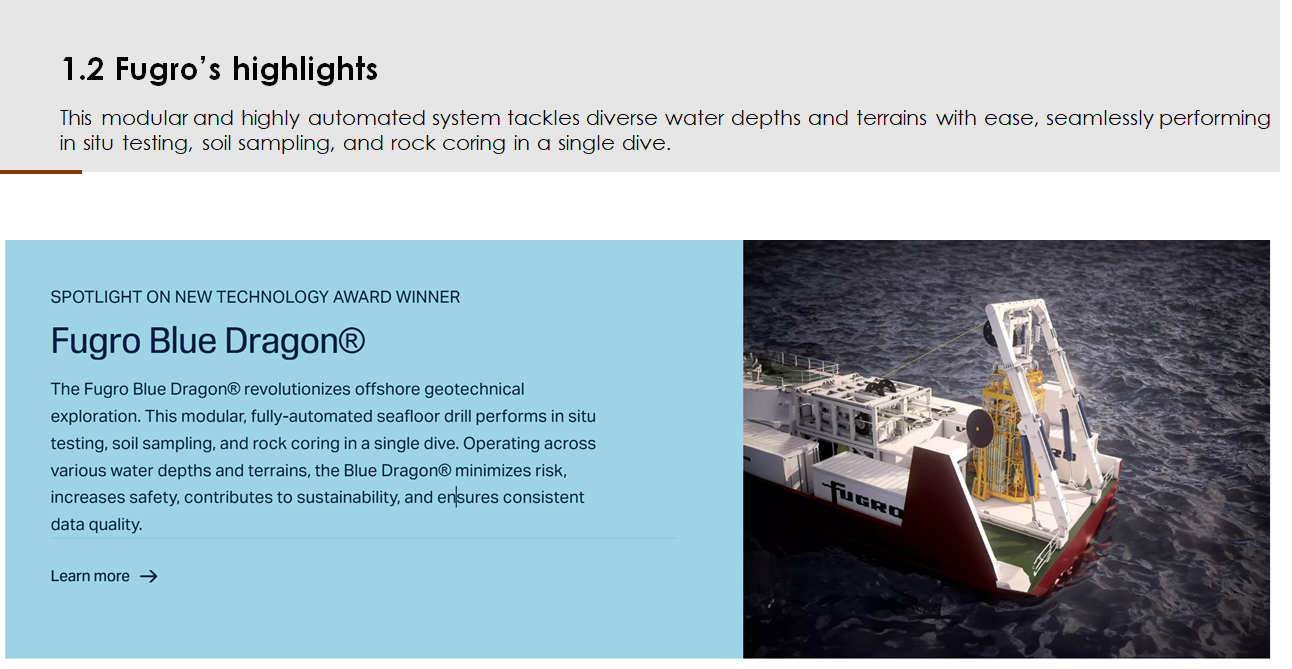 1.2 Fugro's highlights
This modular and highly automated system tackles diverse water depths and terrains with ease, seamlessly performing
in situ testing, soil sampling, and rock coring in a single dive.
SPOTLIGHT ON NEW TECHNOLOGY AWARD WINNER
Fugro Blue Dragon®
The Fugro Blue Dragon® revolutionizes offshore geotechnical
exploration. This modular, fully-automated seafloor drill performs in situ
testing, soil sampling, and rock coring in a single dive. Operating across
various water depths and terrains, the Blue Dragon® minimizes risk,
increases safety, contributes to sustainability, and ensures consistent
data quality.
Learn more →
fugro